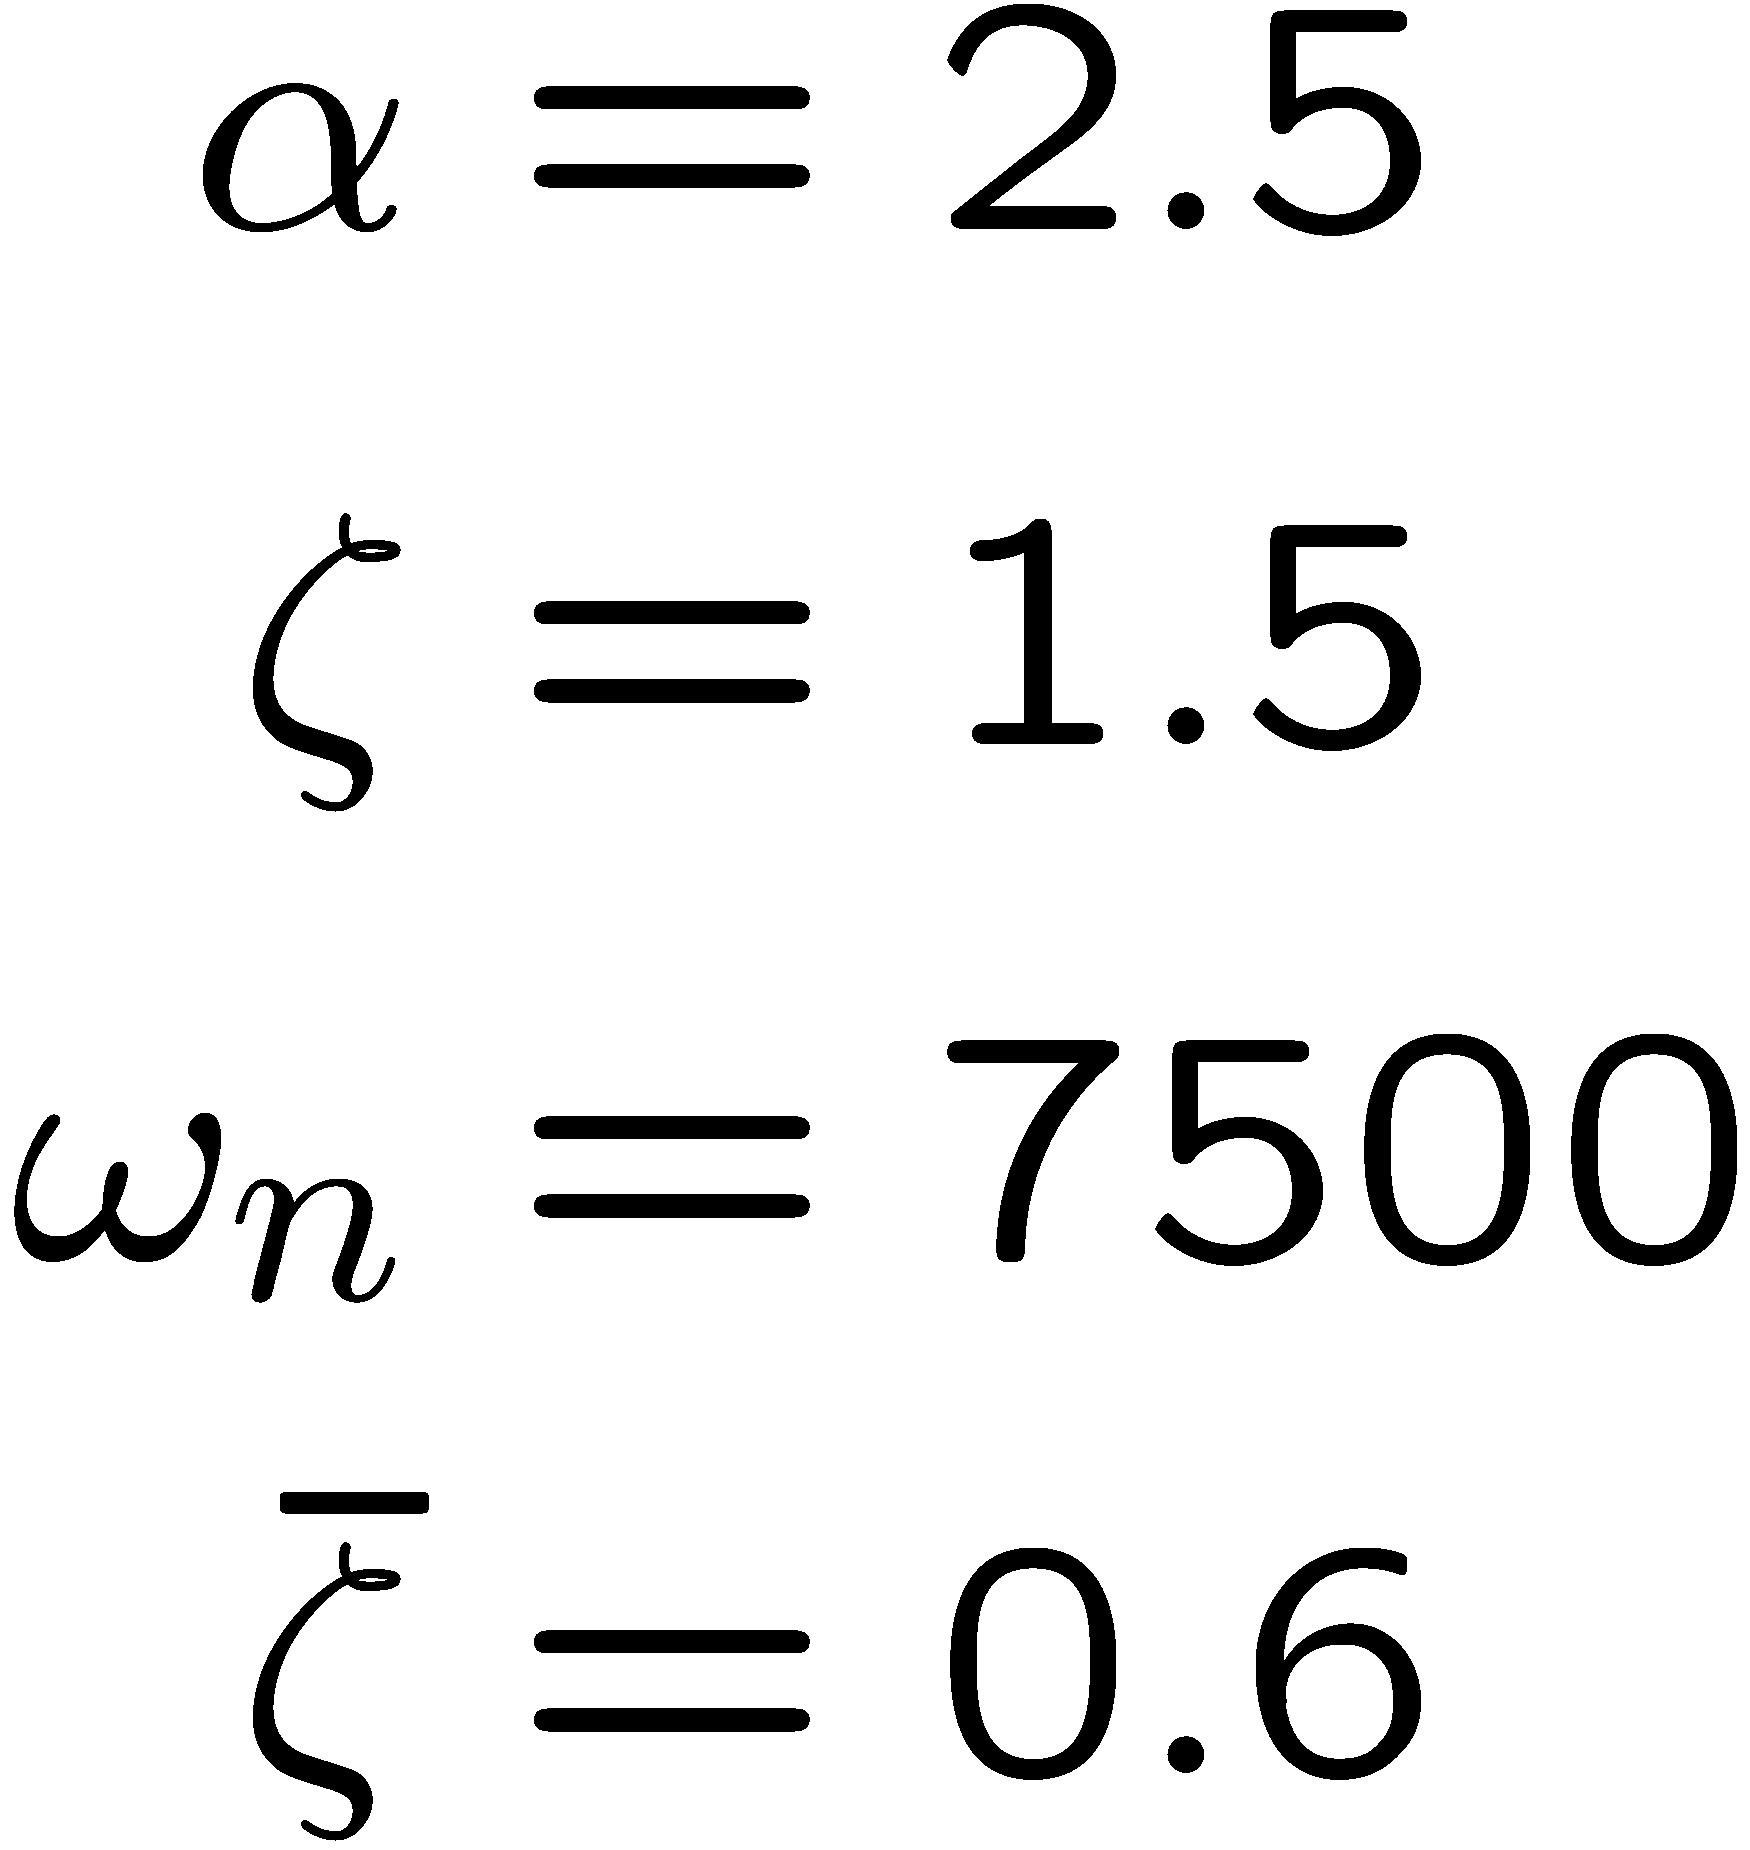 α = 2.5
ζ = 1.5
ωₙ = 7500
ζ̄ = 0.6